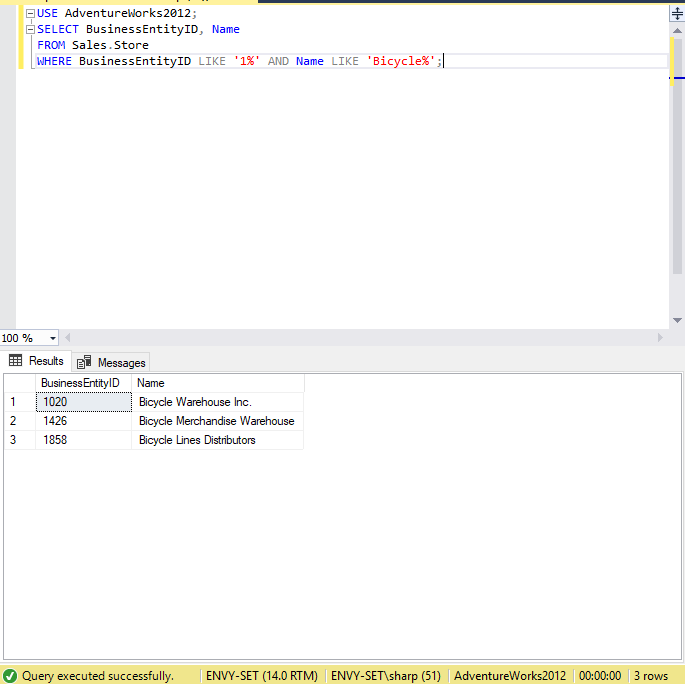 USE AdventureWorks2012;
SELECT BusinessEntityID, Name
FROM Sales.Store
WHERE BusinessEntityID LIKE '1%' AND Name LIKE 'Bicycle%';
100 %
Results Messages
BusinessEntityID Name
1 1020 Bicycle Warehouse Inc.
2 1426 Bicycle Merchandise Warehouse
3 1858 Bicycle Lines Distributors
Query executed successfully. ENVY-SET (14.0 RTM) ENVY-SET\sharp (51) AdventureWorks2012 00:00:00 3 rows